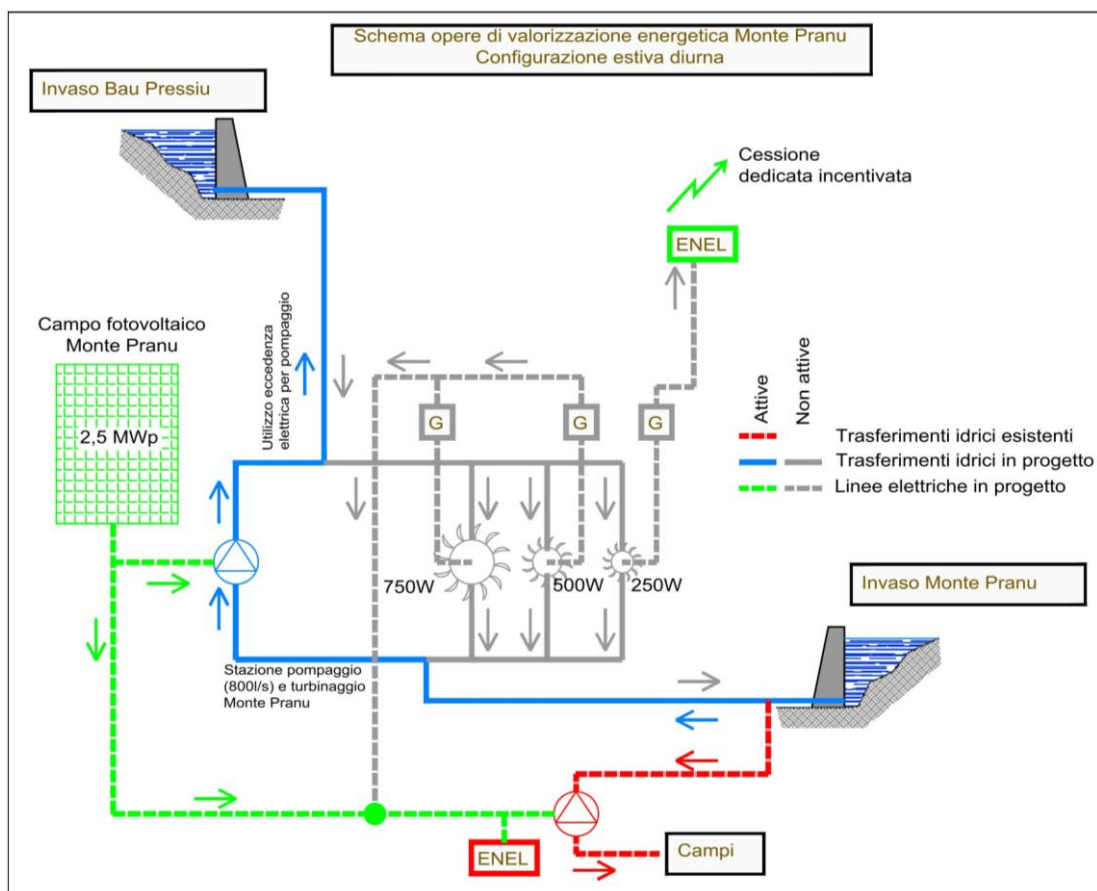 Schema opere di valorizzazione energetica Monte Pranu
Configurazione estiva diurna
Invaso Bau Pressiu
Cessione
dedicata incentivata
ENEL
Campo fotovoltaico
Monte Pranu
2,5 MWp
Utilizzo eccedenza
elettrica per pompaggio
G
G
G
Attive
Non attive
Trasferimenti idrici esistenti
Trasferimenti idrici in progetto
Linee elettriche in progetto
750W
500W
250W
Invaso Monte Pranu
Stazione pompaggio
(800l/s) e turbinaggio
Monte Pranu
ENEL
Campi